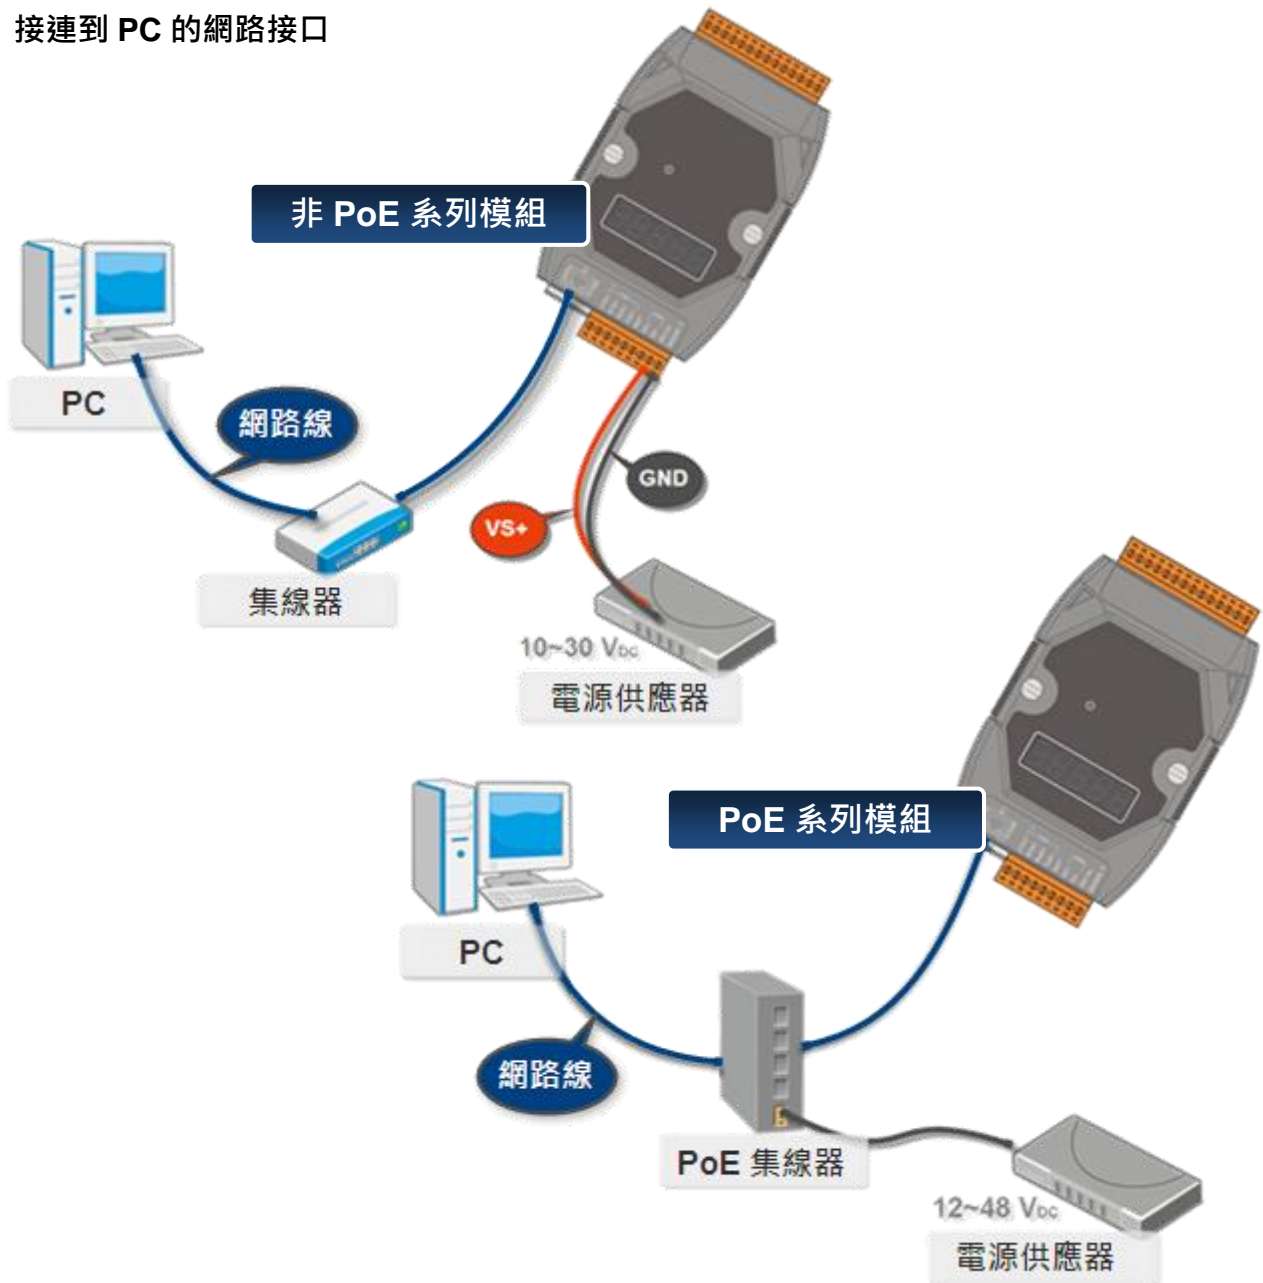 接連到 PC 的網路接口
非 PoE 系列模組
PC
網路線
GND
VS+
集線器
10~30 VDC
電源供應器
PoE 系列模組
PC
網路線
PoE 集線器
12~48 VDC
電源供應器